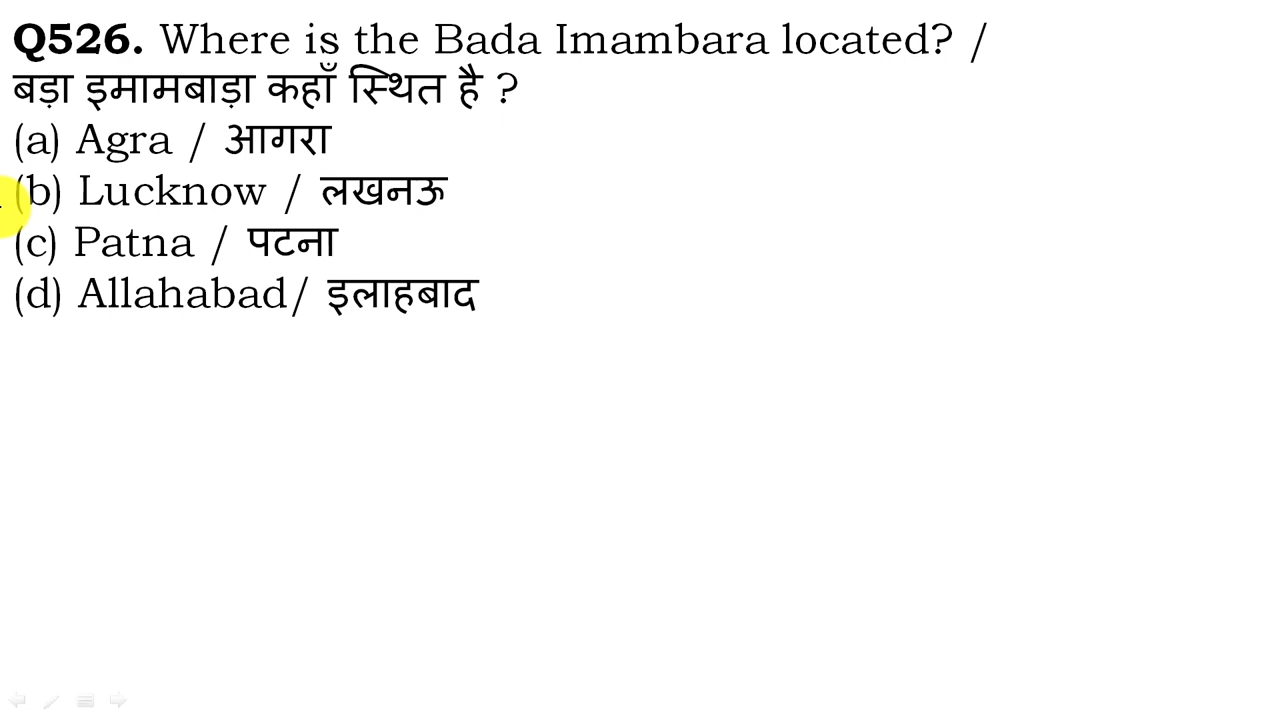 Q526. Where is the Bada Imambara located? /
बड़ा इमामबाड़ा कहाँ स्थित है ?
(a) Agra / आगरा
(b) Lucknow / लखनऊ
(c) Patna / पटना
(d) Allahabad/ इलाहबाद